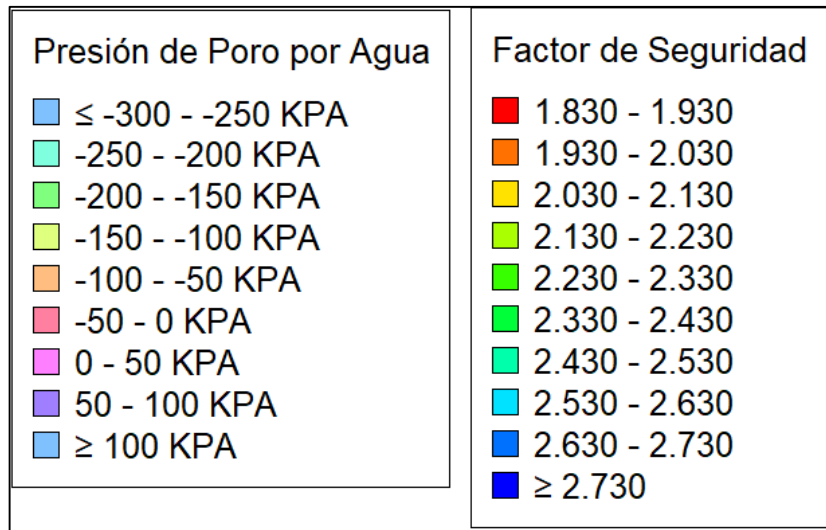 Presión de Poro por Agua
≤ -300 - -250 KPA
-250 - -200 KPA
-200 - -150 KPA
-150 - -100 KPA
-100 - -50 KPA
-50 - 0 KPA
0 - 50 KPA
50 - 100 KPA
≥ 100 KPA
Factor de Seguridad
1.830 - 1.930
1.930 - 2.030
2.030 - 2.130
2.130 - 2.230
2.230 - 2.330
2.330 - 2.430
2.430 - 2.530
2.530 - 2.630
2.630 - 2.730
≥ 2.730